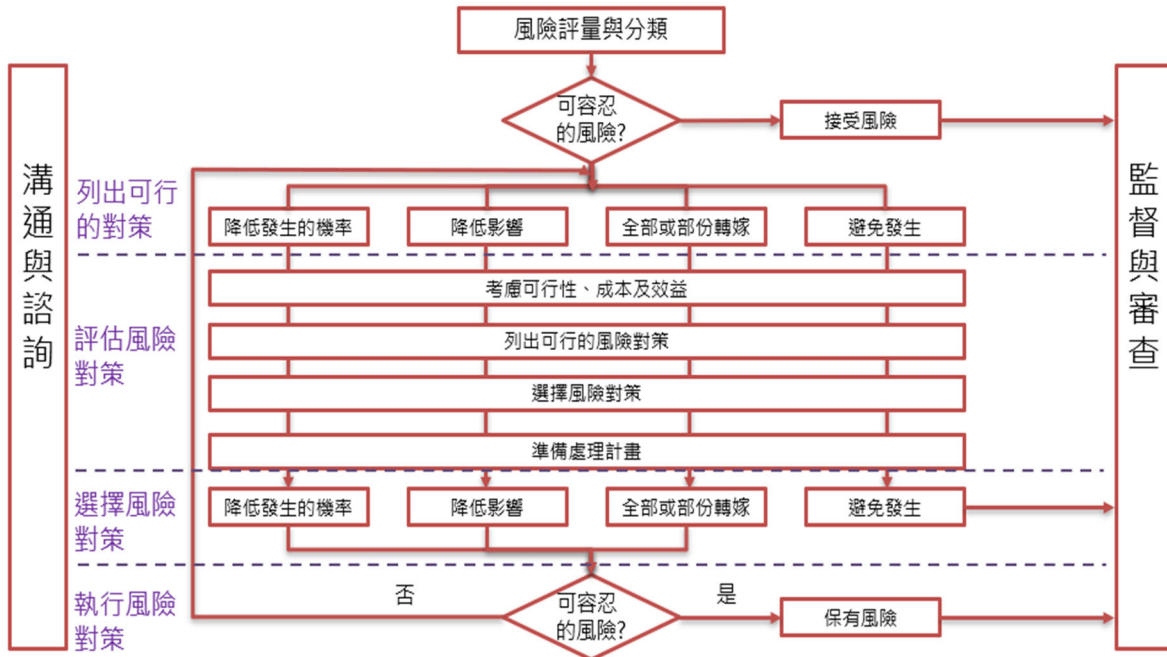 風險評量與分類
可容忍
的風險?
接受風險
溝通與諮詢
監督與審查
列出可行
的對策
降低發生的機率
降低影響
全部或部份轉嫁
避免發生
評估風險
對策
考慮可行性、成本及效益
列出可行的風險對策
選擇風險對策
準備處理計畫
選擇風險
對策
降低發生的機率
降低影響
全部或部份轉嫁
避免發生
執行風險
對策
否
可容忍
的風險?
是
保有風險